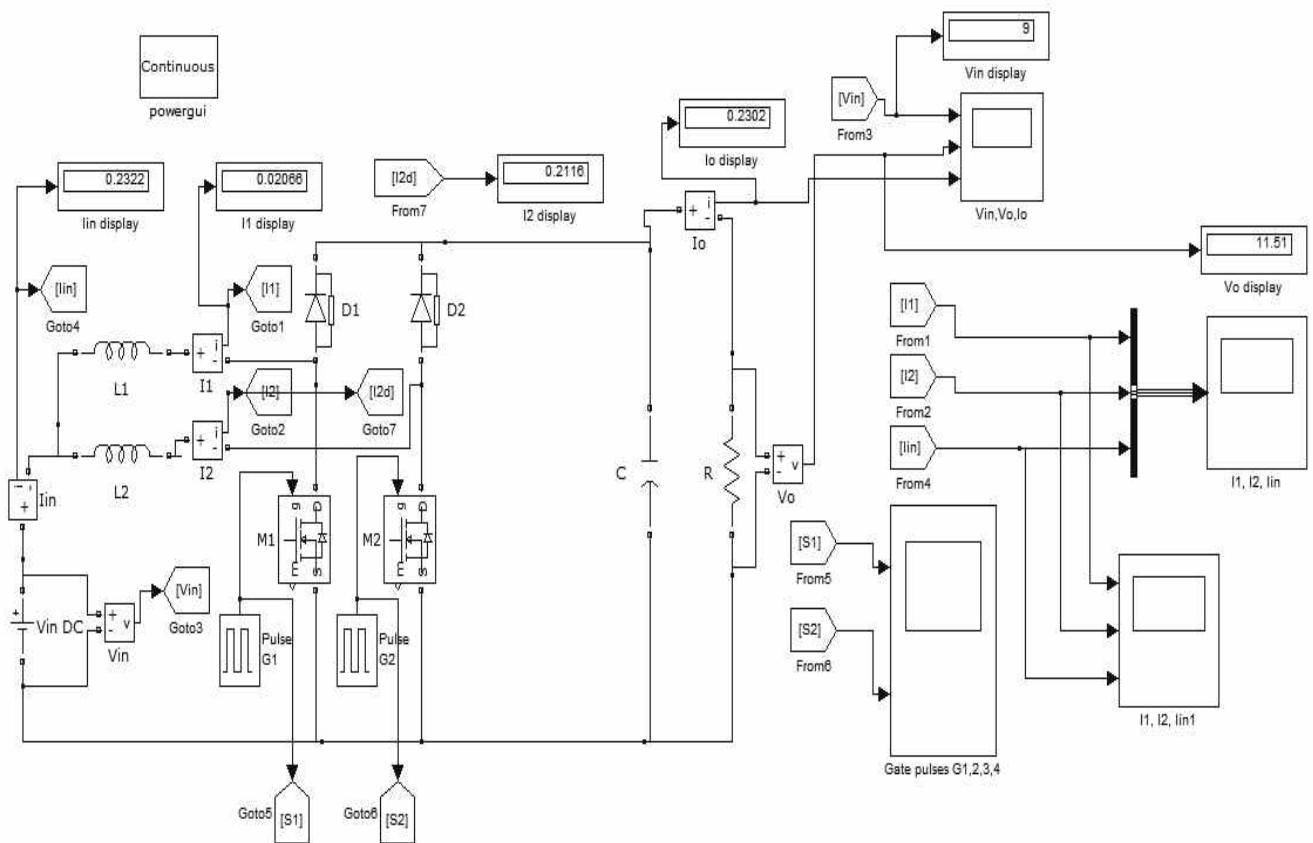 Continuous
powergui
9
Vin display
[Vin]
From3
0.2302
Io display
0.2322
Iin display
0.02066
I1 display
[I2d]
From7
0.2116
I2 display
+
i
-
Io
Vin,Vo,Io
11.51
Vo display
[Iin]
Goto4
[I1]
Goto1
D1
D2
[I1]
From1
L1
+
i
-
I1
[I2]
Goto2
[I2d]
Goto7
[I2]
From2
L2
+
i
-
I2
[Iin]
From4
I1, I2, Iin
i
-
+
Iin
C
R
+
-
v
Vo
M1
g
D
m
S
M2
g
D
m
S
[S1]
From5
[S2]
From6
+
Vin DC
+
-
v
Vin
[Vin]
Goto3
Pulse
G1
Pulse
G2
I1, I2, Iin1
Gate pulses G1,2,3,4
Goto5
[S1]
Goto6
[S2]